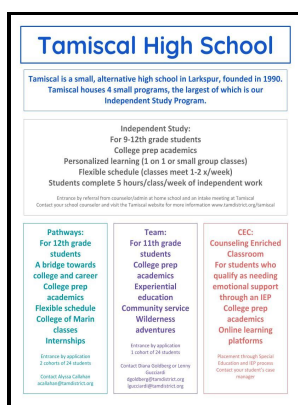 Tamiscal High School
Tamiscal is a small, alternative high school in Larkspur, founded in 1990.
Tamiscal houses 4 small programs, the largest of which is our
Independent Study Program.
Independent Study:
For 9-12th grade students
College prep academics
Personalized learning (1 on 1 or small group classes)
Flexible schedule (classes meet 1-2 x/week)
Students complete 5 hours/class/week of independent work
Entrance by referral from counselor/admin at home school and an intake meeting at Tamiscal
Contact your school counselor and visit the Tamiscal website for more information www.tamdistrict.org/tamiscal
Pathways:
For 12th grade
students
A bridge towards
college and career
College prep
academics
Flexible schedule
College of Marin
classes
Internships
Entrance by application
2 cohorts of 24 students
Contact Alyssa Callahan
acallahan@tamdistrict.org
Team:
For 11th grade
students
College prep
academics
Experiential
education
Community service
Wilderness
adventures
Entrance by application
1 cohort of 24 students
Contact Diana Goldberg or Lonny
Gusszardi
dgoldberg@tamdistrict.org
lguszardi@tamdistrict.org
CEC:
Counseling Enriched
Classroom
For students who
qualify as needing
emotional support
through an IEP
College prep
academics
Online learning
platforms
Placement through Special
Education and IEP process
Contact your student's case
manager